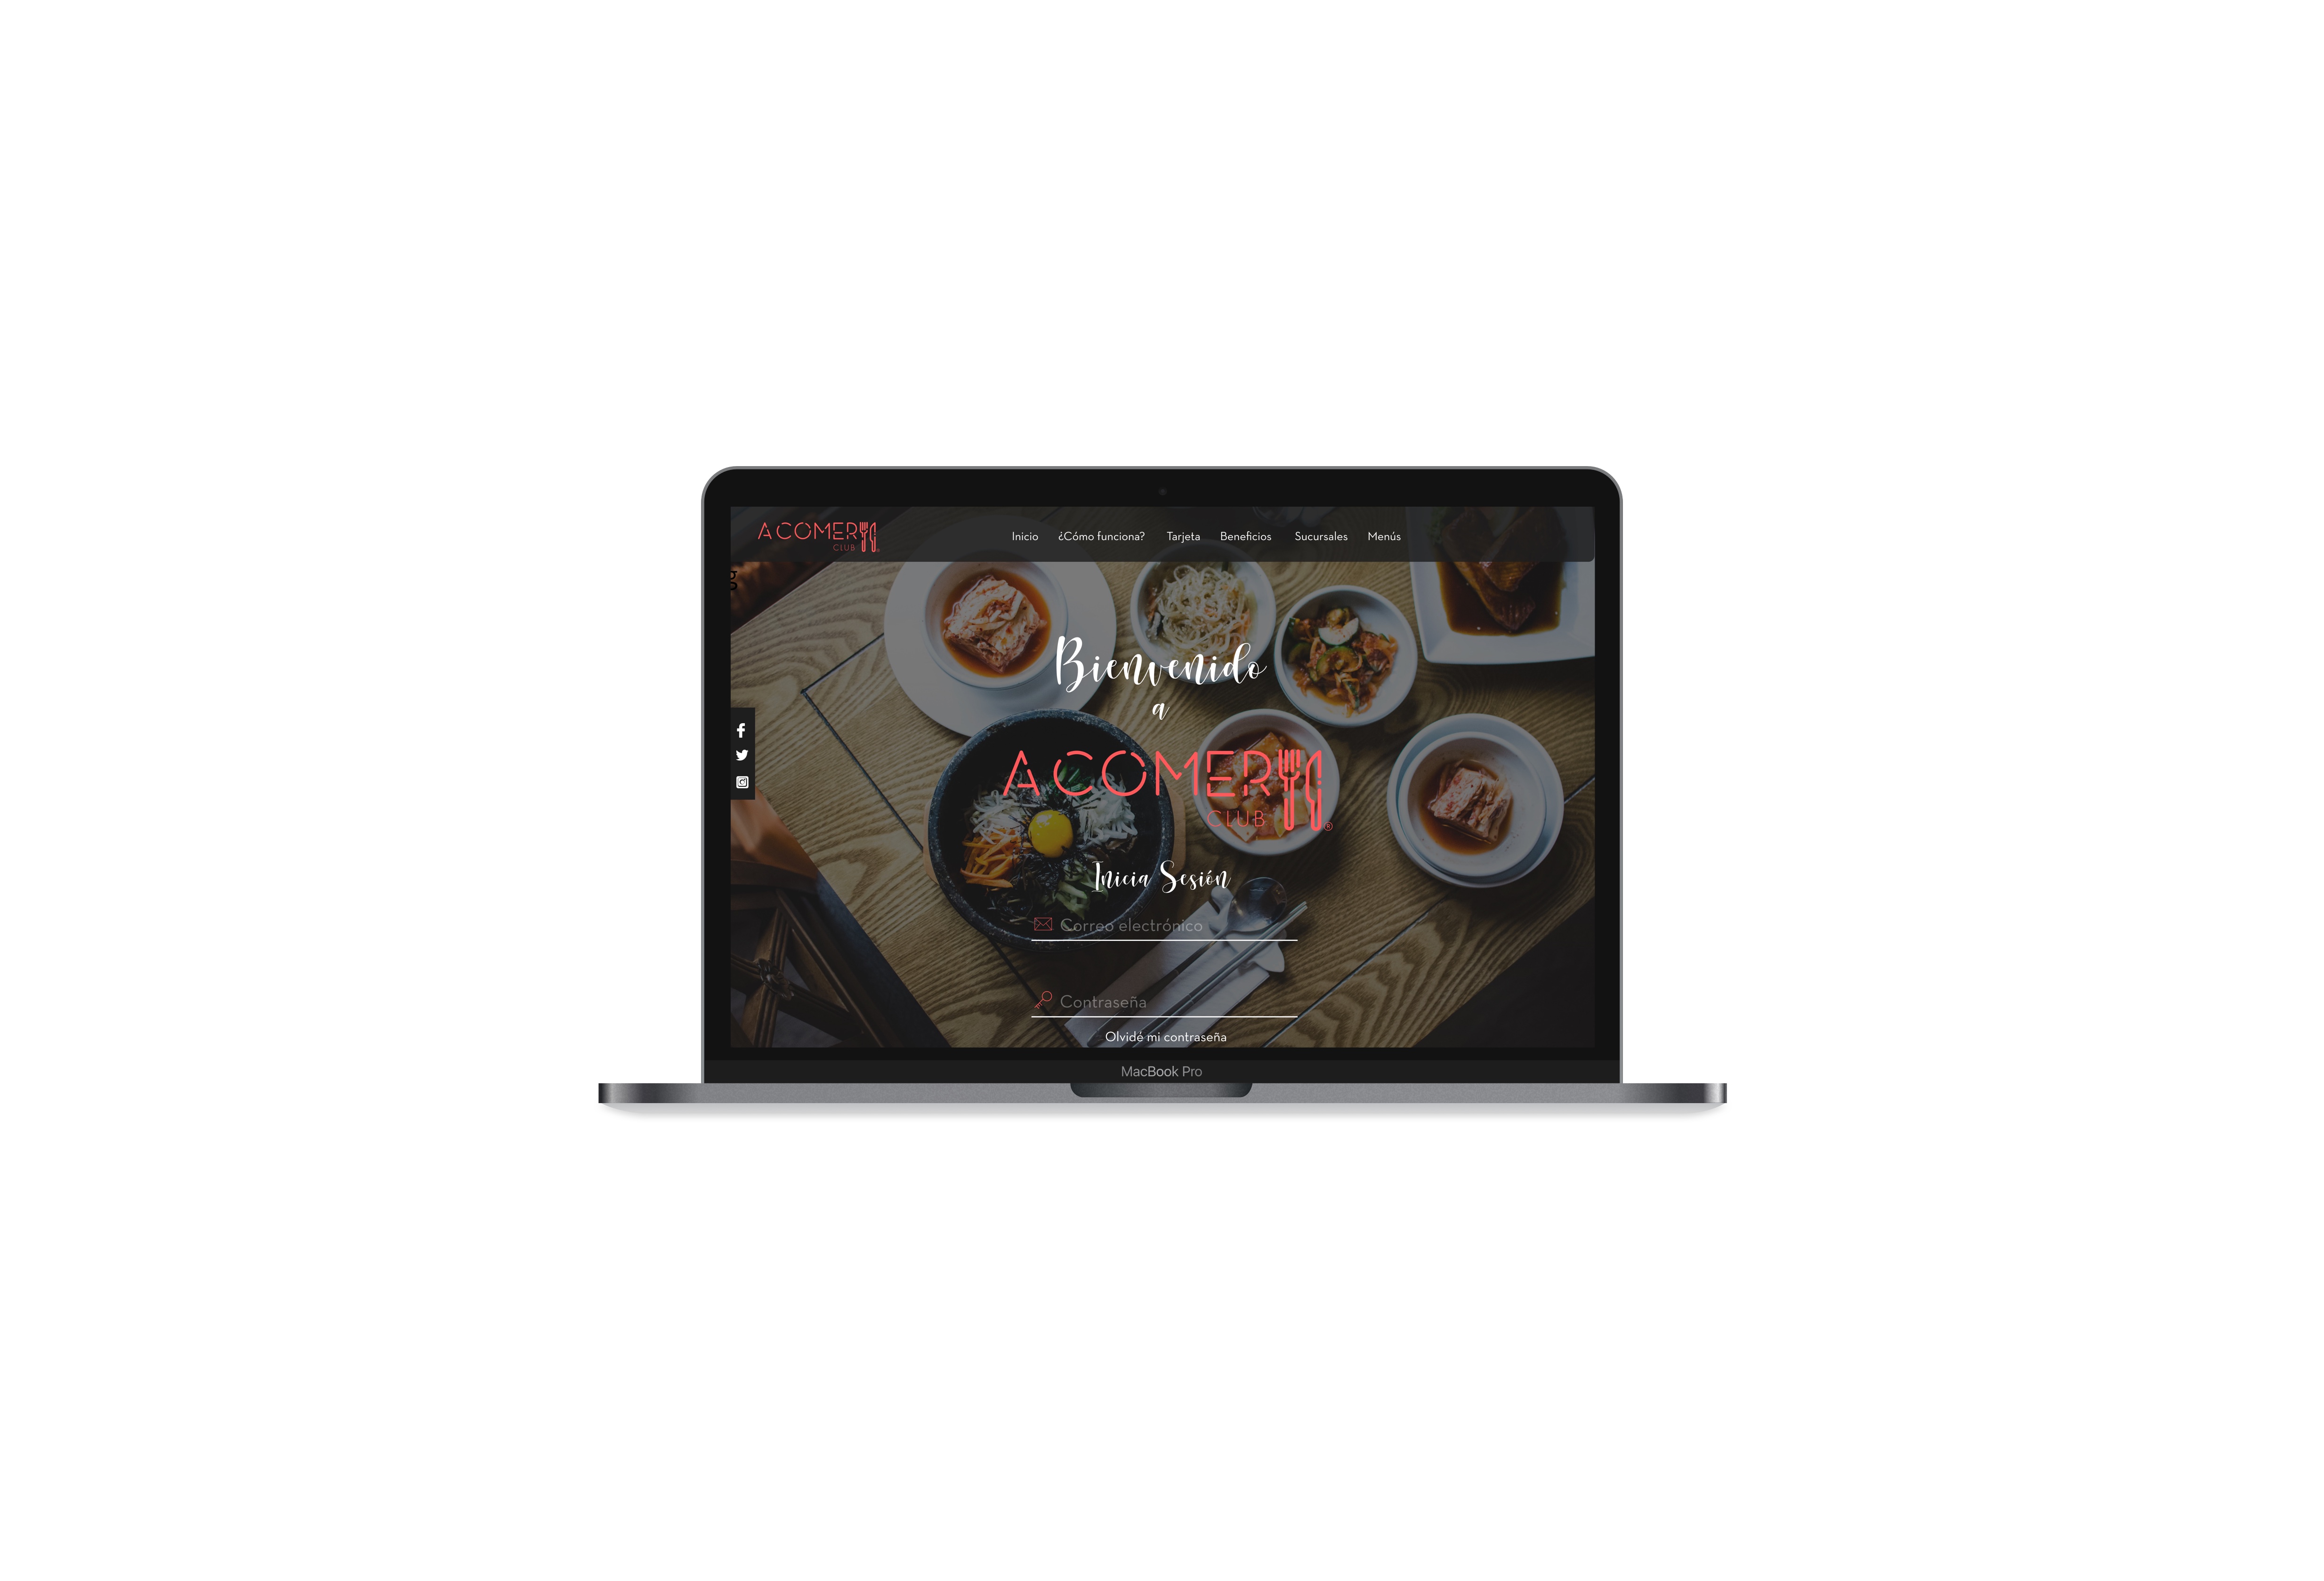 A COMER
CLUB
Inicio ¿Cómo funciona? Tarjeta Beneficios Sucursales Menús
g
Bienvenido
a
A COMER
CLUB ®
Inicia Sesión
Correo electrónico
Contraseña
Olvidé mi contraseña
MacBook Pro